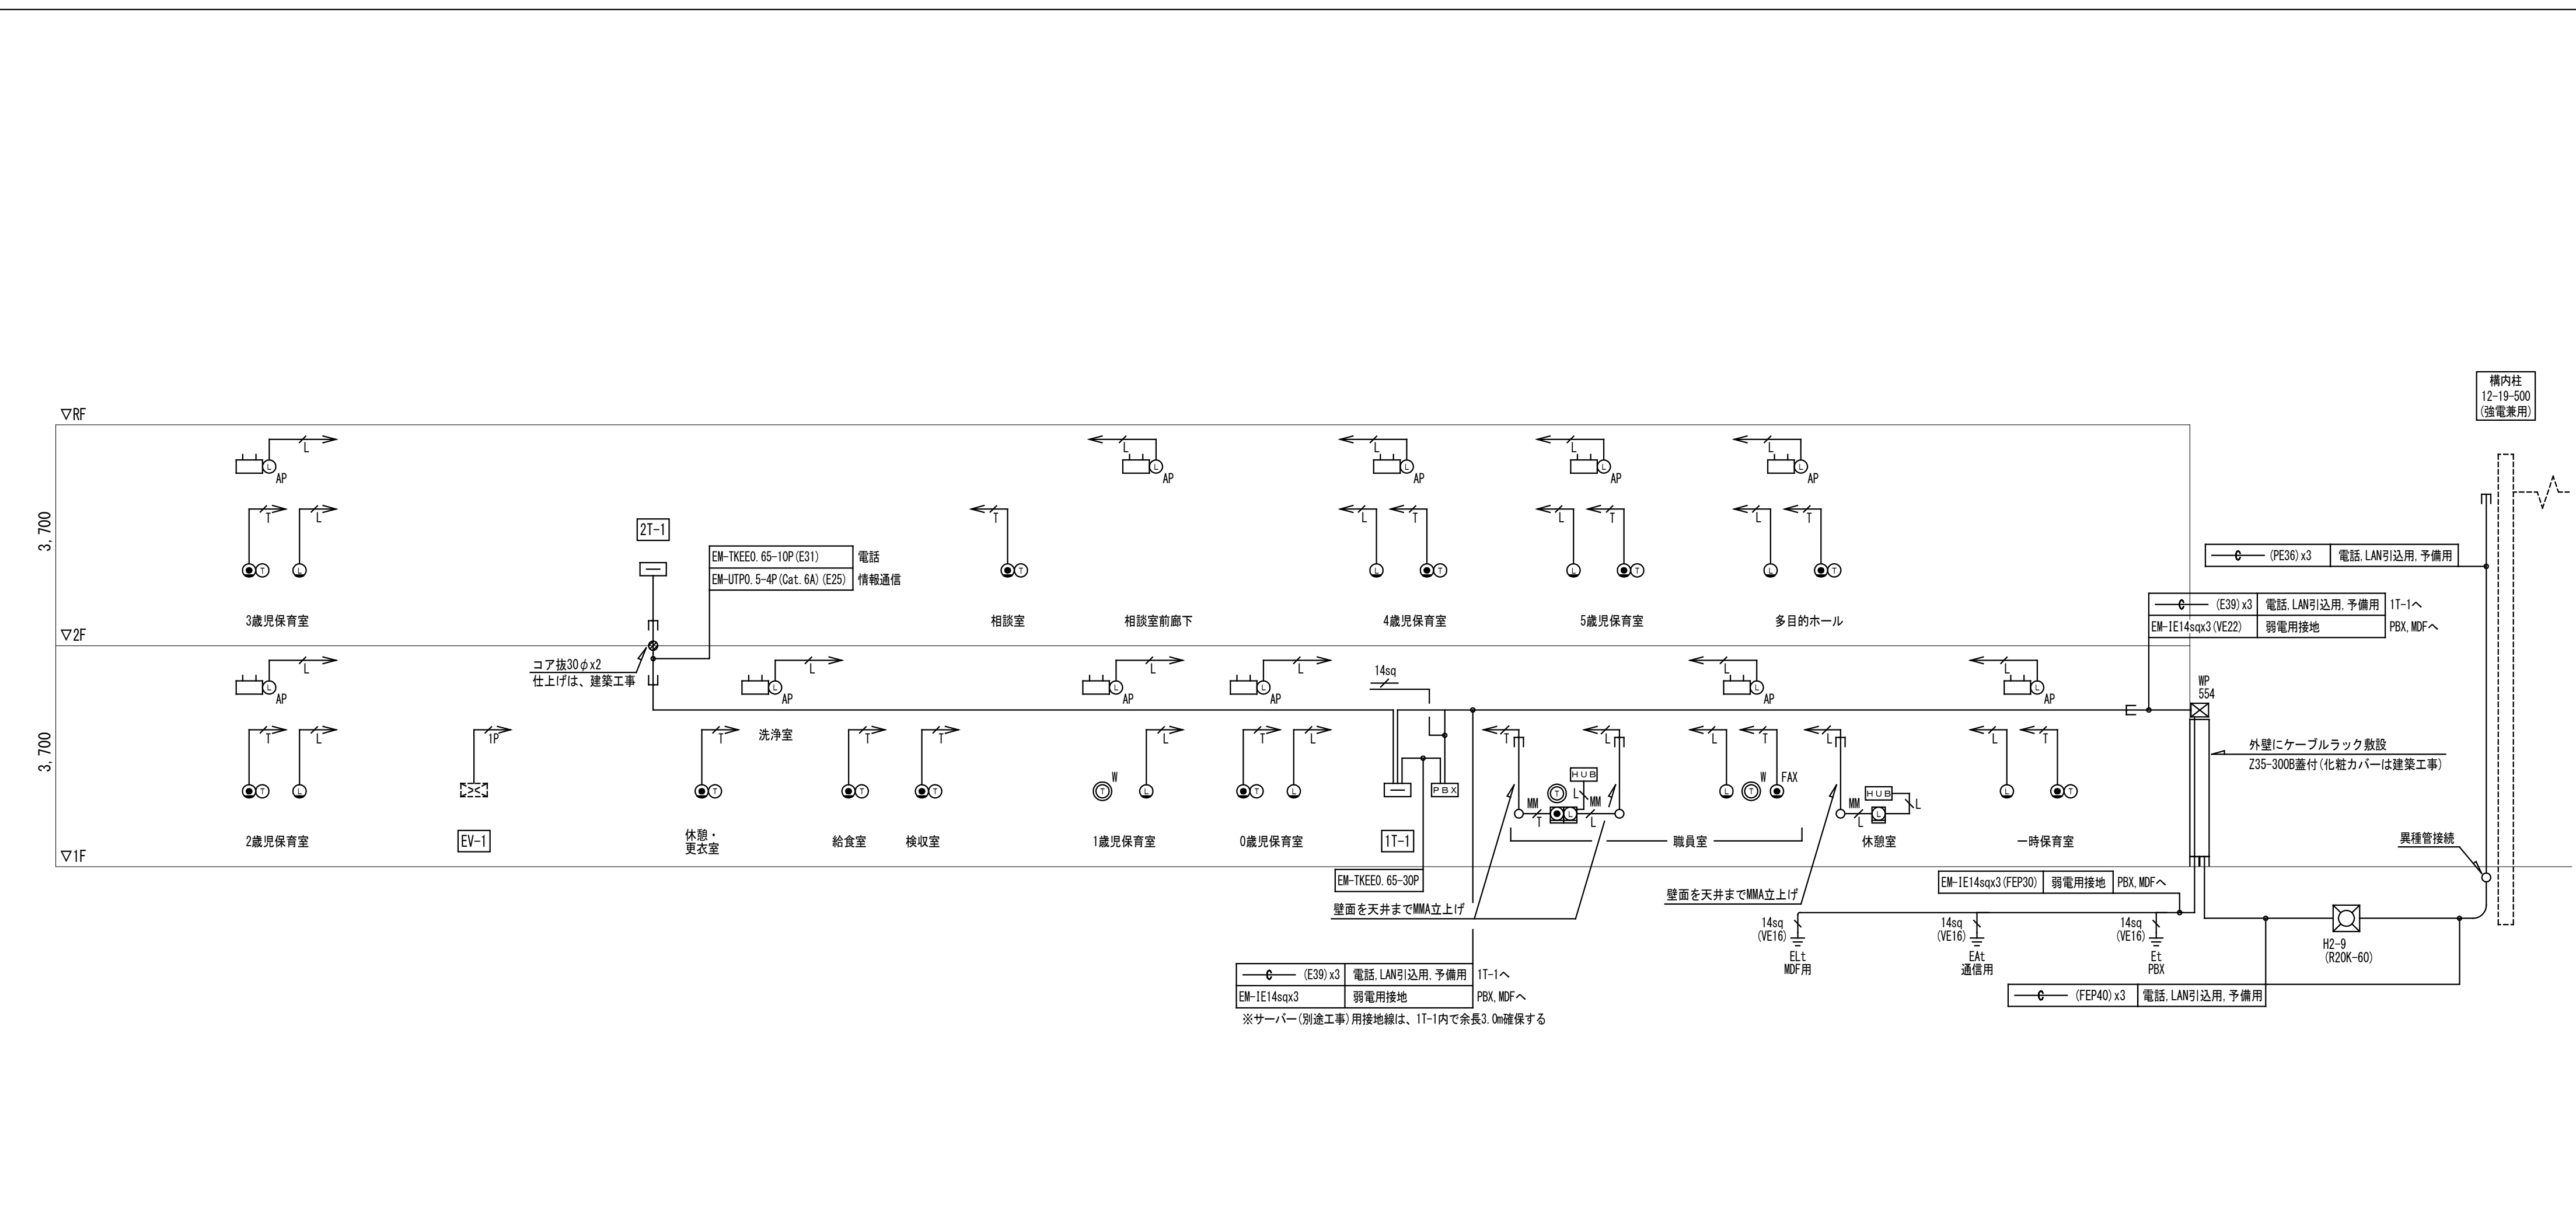 構内柱
12-19-500
(強電兼用)
▽RF
L
AP
L
AP
L
AP
L
AP
L
AP
3,700
T
L
2T-1
EM-TKEE0.65-10P(E31) 電話
EM-UTP0.5-4P(Cat.6A)(E25) 情報通信
T
L
T
L
T
L
T
C (PE36)x3 電話,LAN引込用,予備用
C (E39)x3 電話,LAN引込用,予備用 1T-1へ
EM-IE14sqx3(VE22) 弱電用接地 PBX,MDFへ
3歳児保育室
相談室
相談室前廊下
4歳児保育室
5歳児保育室
多目的ホール
▽2F
コア抜30φx2
仕上げは、建築工事
L
AP
L
AP
L
AP
L
AP
14sq
L
AP
L
AP
WP
554
3,700
T
L
1P
T
洗浄室
T
T
L
T
L
T
L
L
T
L
L
T
外壁にケーブルラック敷設
Z35-300B蓋付(化粧カバーは建築工事)
W
PBX
MM
T
HUB
L
MM
L
W
FAX
MM
L
HUB
L
2歳児保育室
EV-1
休憩・
更衣室
給食室
検収室
1歳児保育室
0歳児保育室
1T-1
職員室
休憩室
一時保育室
異種管接続
▽1F
EM-TKEE0.65-30P
壁面を天井までMMA立上げ
壁面を天井までMMA立上げ
EM-IE14sqx3(FEP30) 弱電用接地 PBX,MDFへ
14sq
(VE16)
ELt
MDF用
14sq
(VE16)
EAt
通信用
14sq
(VE16)
Et
PBX
H2-9
(R20K-60)
C (E39)x3 電話,LAN引込用,予備用 1T-1へ
EM-IE14sqx3 弱電用接地 PBX,MDFへ
※サーバー(別途工事)用接地線は、1T-1内で余長3.0m確保する
C (FEP40)x3 電話,LAN引込用,予備用